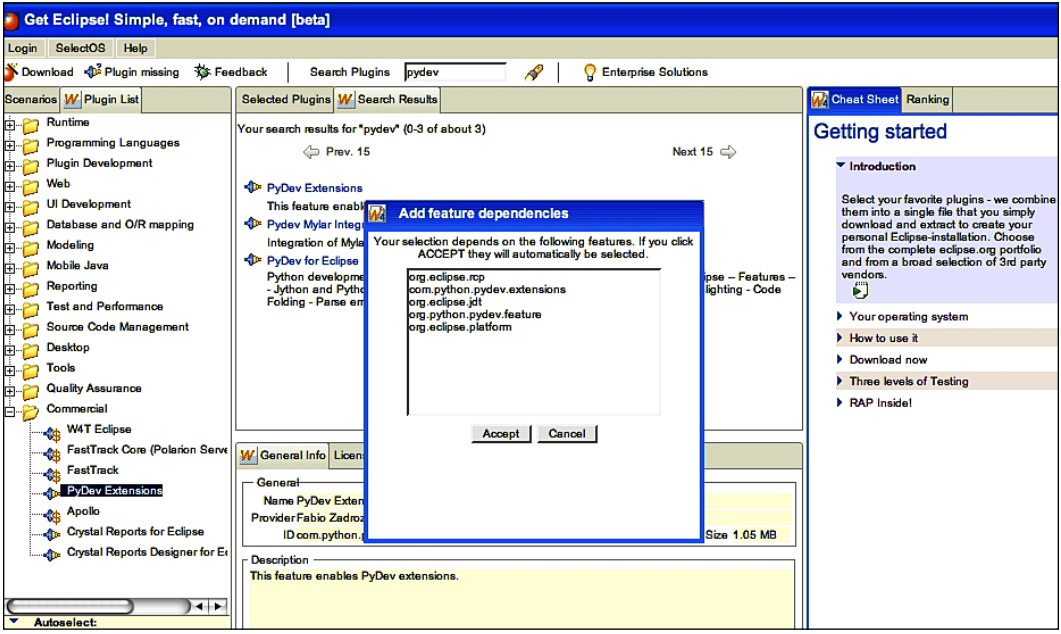 Get Eclipse! Simple, fast, on demand [beta]
Login SelectOS Help
Download Plugin missing Feedback Search Plugins pydev Enterprise Solutions
Scenarios Plugin List
Runtime
Programming Languages
Plugin Development
Web
UI Development
Database and O/R mapping
Modeling
Mobile Java
Reporting
Test and Performance
Source Code Management
Desktop
Tools
Quality Assurance
Commercial
W4T Eclipse
FastTrack Core (Polarion Serve
FastTrack
PyDev Extensions
Apollo
Crystal Reports for Eclipse
Crystal Reports Designer for Ec
Autoselect:
Selected Plugins Search Results
Your search results for "pydev" (0-3 of about 3)
Prev. 15 Next 15
PyDev Extensions
This feature enabl
Pydev Mylar Integr
Integration of Myla
PyDev for Eclipse
Python developme ipse – Features –
- Jython and Pytho lighting - Code
Folding - Parse err
Add feature dependencies
Your selection depends on the following features. If you click
ACCEPT they will automatically be selected.
org.eclipse.rcp
com.python.pydev.extensions
org.eclipse.jdt
org.python.pydev.feature
org.eclipse.platform
Accept Cancel
General Info Licen
General
Name PyDev Exten
Provider Fabio Zadroz
ID com.python.p Size 1.05 MB
Description
This feature enables PyDev extensions.
Cheat Sheet Ranking
Getting started
Introduction
Select your favorite plugins - we combine
them into a single file that you simply
download and extract to create your
personal Eclipse-installation. Choose
from the complete eclipse.org portfolio
and from a broad selection of 3rd party
vendors.
Your operating system
How to use it
Download now
Three levels of Testing
RAP Inside!